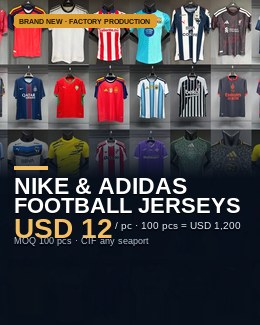 BRAND NEW · FACTORY PRODUCTION
NIKE & ADIDAS
FOOTBALL JERSEYS
USD 12 / pc · 100 pcs = USD 1,200
MOQ 100 pcs · CIF any seaport